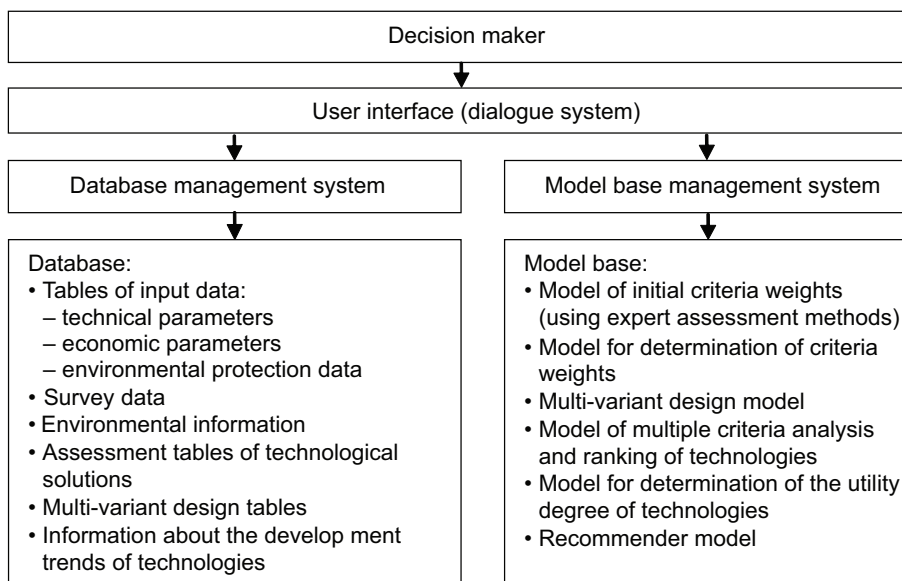 Decision maker
User interface (dialogue system)
Database management system
Model base management system
Database:
• Tables of input data:
– technical parameters
– economic parameters
– environmental protection data
• Survey data
• Environmental information
• Assessment tables of technological
solutions
• Multi-variant design tables
• Information about the develop ment
trends of technologies
Model base:
• Model of initial criteria weights
(using expert assessment methods)
• Model for determination of criteria
weights
• Multi-variant design model
• Model of multiple criteria analysis
and ranking of technologies
• Model for determination of the utility
degree of technologies
• Recommender model